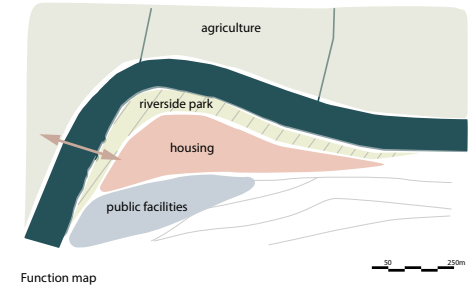 agriculture
riverside park
housing
public facilities
50 250m
Function map